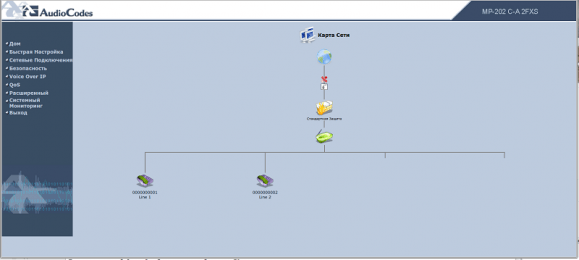 AudioCodes
MP-202 C-A 2FXS
Карта Сети
Дом
Быстрая Настройка
Сетевые Подключения
Безопасность
Voice Over IP
QoS
Расширенный
Системный
Мониторинг
Выход
Стандартная Защита
0000000001
Line 1
0000000002
Line 2